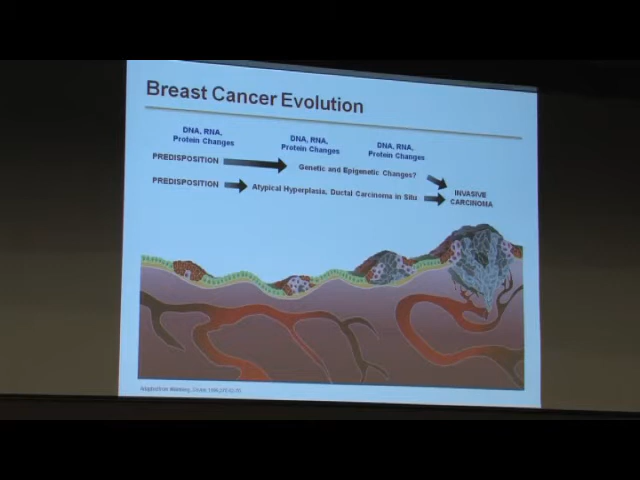 Breast Cancer Evolution
DNA, RNA,
Protein Changes
DNA, RNA,
Protein Changes
DNA, RNA,
Protein Changes
PREDISPOSITION
Genetic and Epigenetic Changes?
PREDISPOSITION
Atypical Hyperplasia, Ductal Carcinoma in Situ
INVASIVE
CARCINOMA